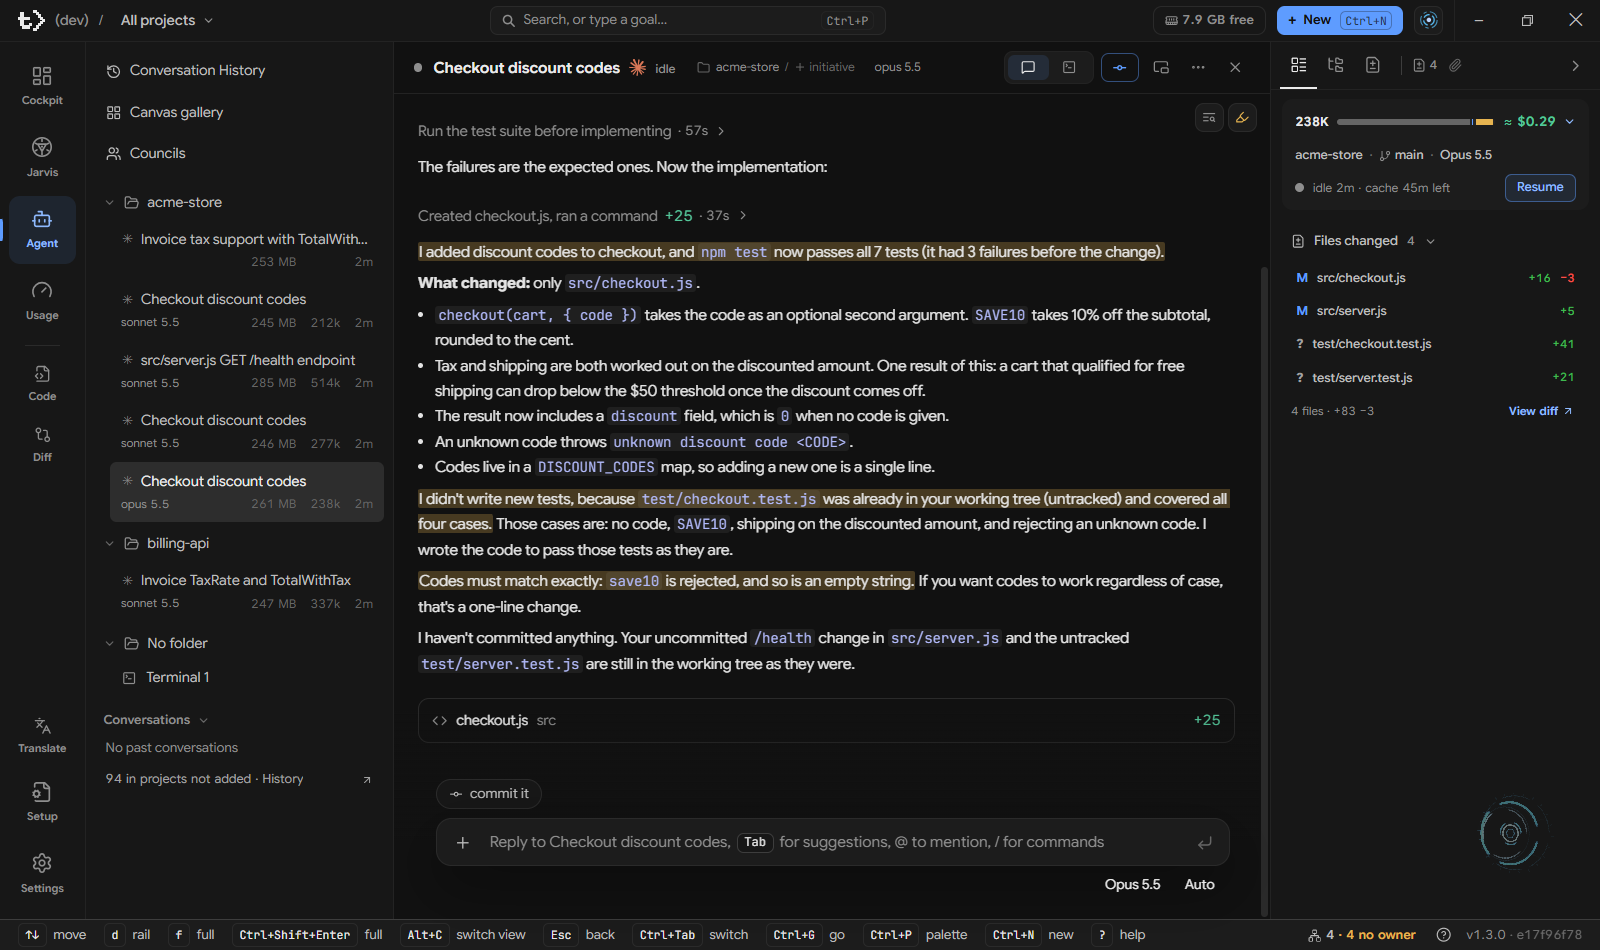 (dev) / All projects
Search, or type a goal... Ctrl+P
7.9 GB free
+ New Ctrl+N
Cockpit
Jarvis
Agent
Usage
Code
Diff
Translate
Setup
Settings
Conversation History
Canvas gallery
Councils
acme-store
Invoice tax support with TotalWith...
253 MB 2m
Checkout discount codes
sonnet 5.5 245 MB 212k 2m
src/server.js GET /health endpoint
sonnet 5.5 285 MB 514k 2m
Checkout discount codes
sonnet 5.5 246 MB 277k 2m
Checkout discount codes
opus 5.5 261 MB 238k 2m
billing-api
Invoice TaxRate and TotalWithTax
sonnet 5.5 247 MB 337k 2m
No folder
Terminal 1
Conversations
No past conversations
94 in projects not added · History
Checkout discount codes idle acme-store / + initiative opus 5.5
Run the test suite before implementing · 57s
The failures are the expected ones. Now the implementation:
Created checkout.js, ran a command +25 · 37s
I added discount codes to checkout, and npm test now passes all 7 tests (it had 3 failures before the change).
What changed: only src/checkout.js.
• checkout(cart, { code }) takes the code as an optional second argument. SAVE10 takes 10% off the subtotal,
rounded to the cent.
• Tax and shipping are both worked out on the discounted amount. One result of this: a cart that qualified for free
shipping can drop below the $50 threshold once the discount comes off.
• The result now includes a discount field, which is 0 when no code is given.
• An unknown code throws unknown discount code <CODE>.
• Codes live in a DISCOUNT_CODES map, so adding a new one is a single line.
I didn't write new tests, because test/checkout.test.js was already in your working tree (untracked) and covered all
four cases. Those cases are: no code, SAVE10, shipping on the discounted amount, and rejecting an unknown code. I
wrote the code to pass those tests as they are.
Codes must match exactly: save10 is rejected, and so is an empty string. If you want codes to work regardless of case,
that's a one-line change.
I haven't committed anything. Your uncommitted /health change in src/server.js and the untracked
test/server.test.js are still in the working tree as they were.
checkout.js src +25
commit it
Reply to Checkout discount codes, Tab for suggestions, @ to mention, / for commands
Opus 5.5 Auto
4
238K ≈ $0.29
acme-store · main · Opus 5.5
idle 2m · cache 45m left Resume
Files changed 4
M src/checkout.js +16 −3
M src/server.js +5
? test/checkout.test.js +41
? test/server.test.js +21
4 files · +83 −3 View diff
↑↓ move d rail f full Ctrl+Shift+Enter full Alt+C switch view Esc back Ctrl+Tab switch Ctrl+G go Ctrl+P palette Ctrl+N new ? help
4 · 4 no owner v1.3.0 · e17f96f78